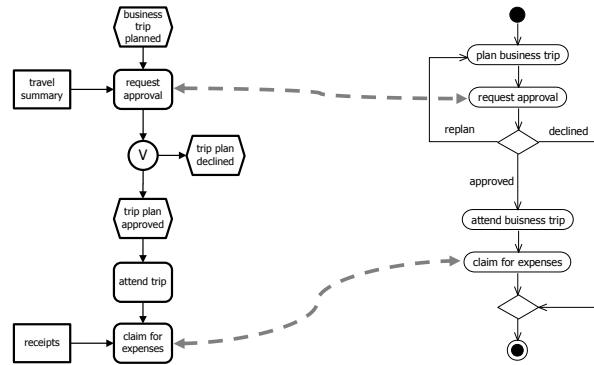 business
trip
planned
travel
summary
request
approval
V
trip plan
declined
trip plan
approved
attend trip
receipts
claim for
expenses
plan business trip
request approval
replan
declined
approved
attend buisness trip
claim for expenses